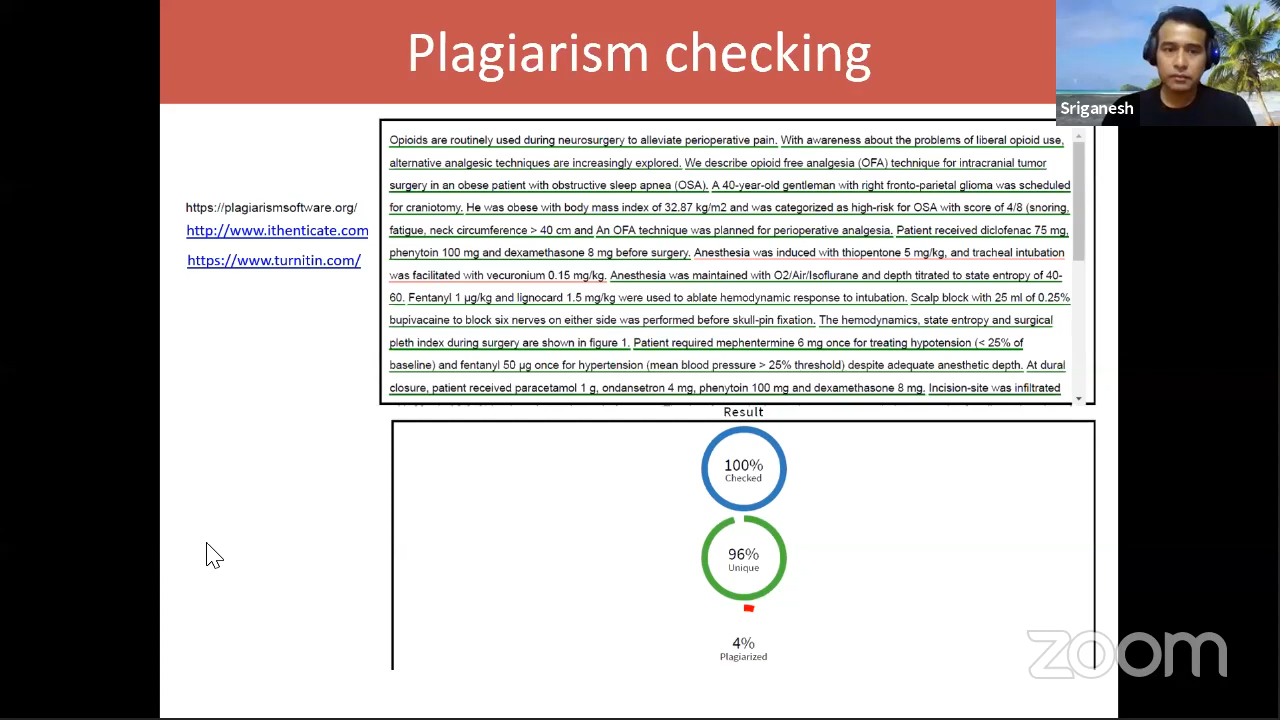 Plagiarism checking
Sriganesh
https://plagiarismsoftware.org/
http://www.ithenticate.com
https://www.turnitin.com/
Opioids are routinely used during neurosurgery to alleviate perioperative pain. With awareness about the problems of liberal opioid use,
alternative analgesic techniques are increasingly explored. We describe opioid free analgesia (OFA) technique for intracranial tumor
surgery in an obese patient with obstructive sleep apnea (OSA). A 40-year-old gentleman with right fronto-parietal glioma was scheduled
for craniotomy. He was obese with body mass index of 32.87 kg/m2 and was categorized as high-risk for OSA with score of 4/8 (snoring,
fatigue, neck circumference > 40 cm and An OFA technique was planned for perioperative analgesia. Patient received diclofenac 75 mg,
phenytoin 100 mg and dexamethasone 8 mg before surgery. Anesthesia was induced with thiopentone 5 mg/kg, and tracheal intubation
was facilitated with vecuronium 0.15 mg/kg. Anesthesia was maintained with O2/Air/Isoflurane and depth titrated to state entropy of 40-
60. Fentanyl 1 µg/kg and lignocard 1.5 mg/kg were used to ablate hemodynamic response to intubation. Scalp block with 25 ml of 0.25%
bupivacaine to block six nerves on either side was performed before skull-pin fixation. The hemodynamics, state entropy and surgical
pleth index during surgery are shown in figure 1. Patient required mephentermine 6 mg once for treating hypotension (< 25% of
baseline) and fentanyl 50 µg once for hypertension (mean blood pressure > 25% threshold) despite adequate anesthetic depth. At dural
closure, patient received paracetamol 1 g, ondansetron 4 mg, phenytoin 100 mg and dexamethasone 8 mg. Incision-site was infiltrated
Result
100%
Checked
96%
Unique
4%
Plagiarized
zoom